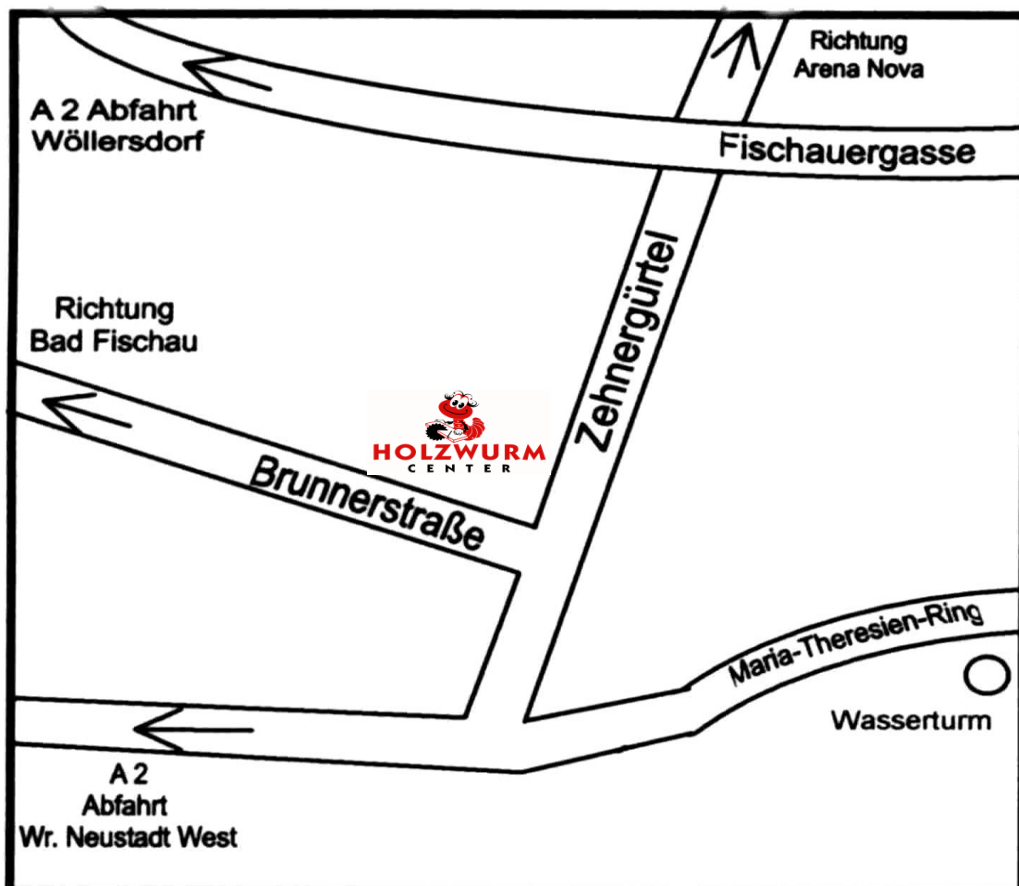 Richtung
Arena Nova
A 2 Abfahrt
Wöllersdorf
Fischauergasse
Zehnergürtel
Richtung
Bad Fischau
HOLZWURM
CENTER
Brunnerstraße
Maria-Theresien-Ring
Wasserturm
A 2
Abfahrt
Wr. Neustadt West